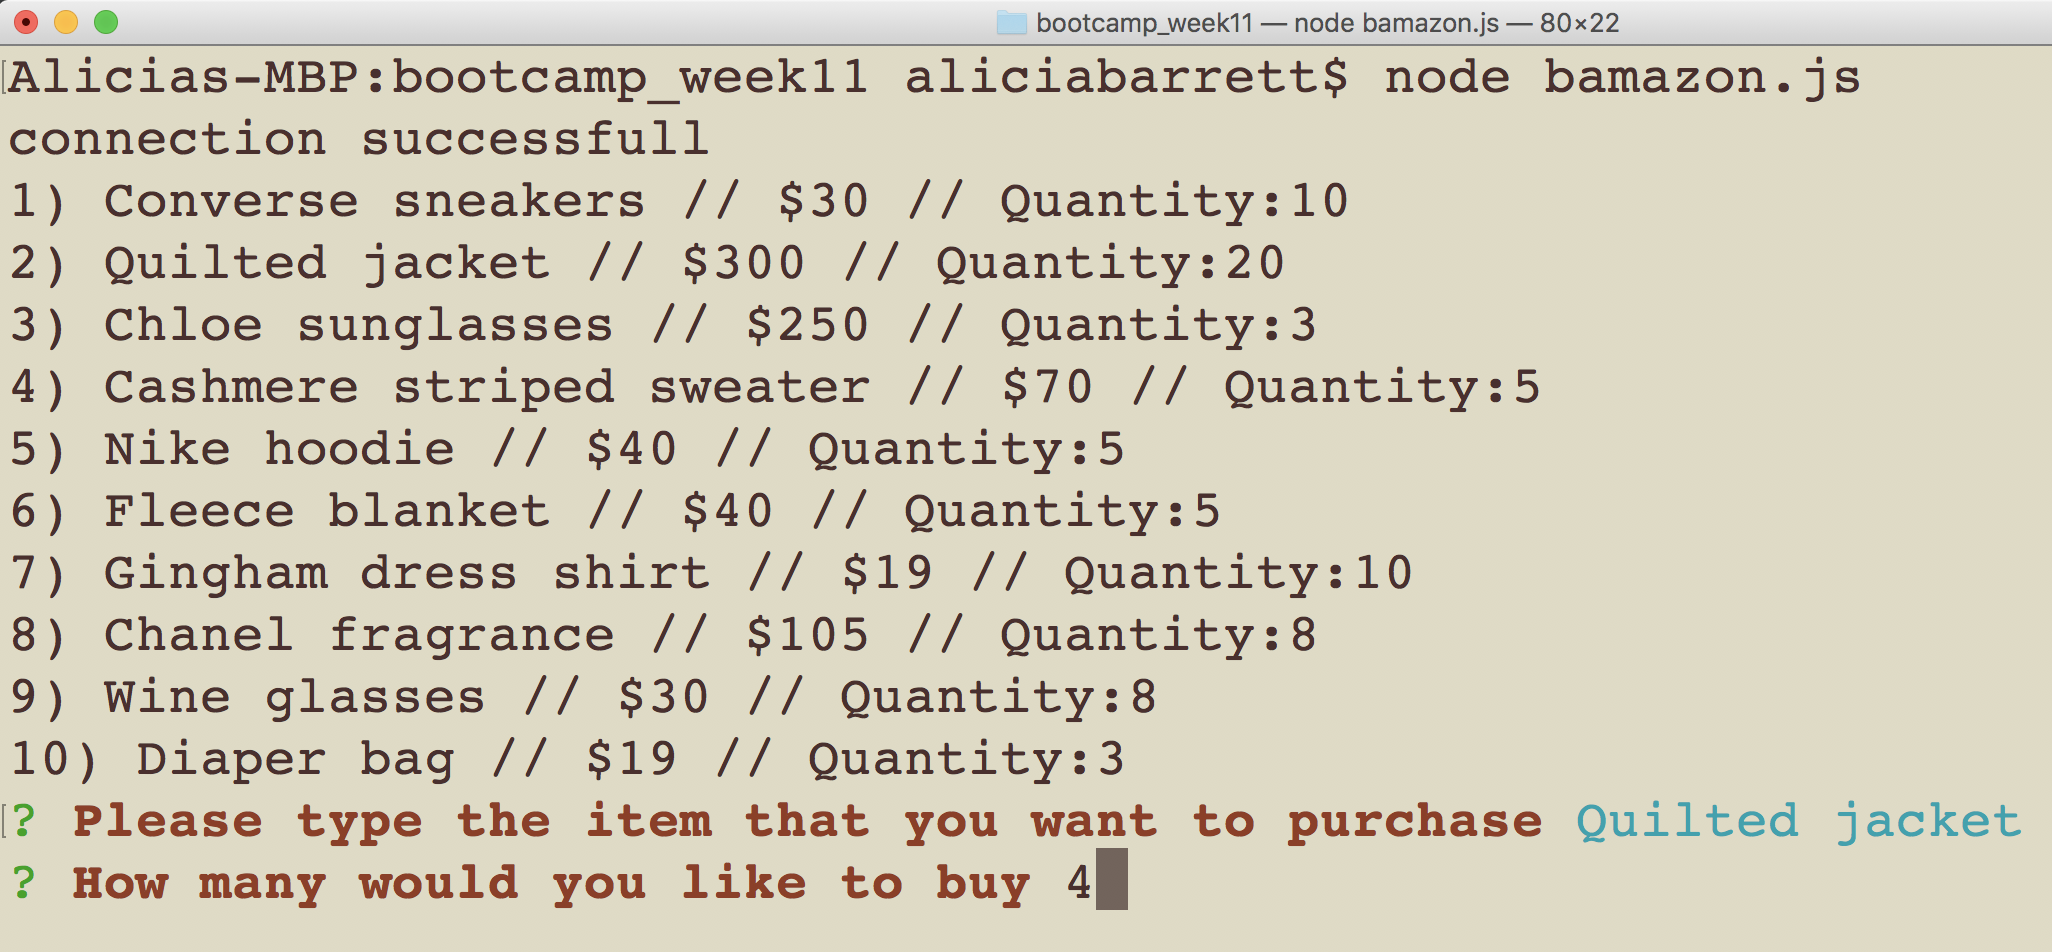 bootcamp_week11 — node bamazon.js — 80×22
Alicias-MBP:bootcamp_week11 aliciabarrett$ node bamazon.js
connection successfull
1) Converse sneakers // $30 // Quantity:10
2) Quilted jacket // $300 // Quantity:20
3) Chloe sunglasses // $250 // Quantity:3
4) Cashmere striped sweater // $70 // Quantity:5
5) Nike hoodie // $40 // Quantity:5
6) Fleece blanket // $40 // Quantity:5
7) Gingham dress shirt // $19 // Quantity:10
8) Chanel fragrance // $105 // Quantity:8
9) Wine glasses // $30 // Quantity:8
10) Diaper bag // $19 // Quantity:3
? Please type the item that you want to purchase Quilted jacket
? How many would you like to buy 4